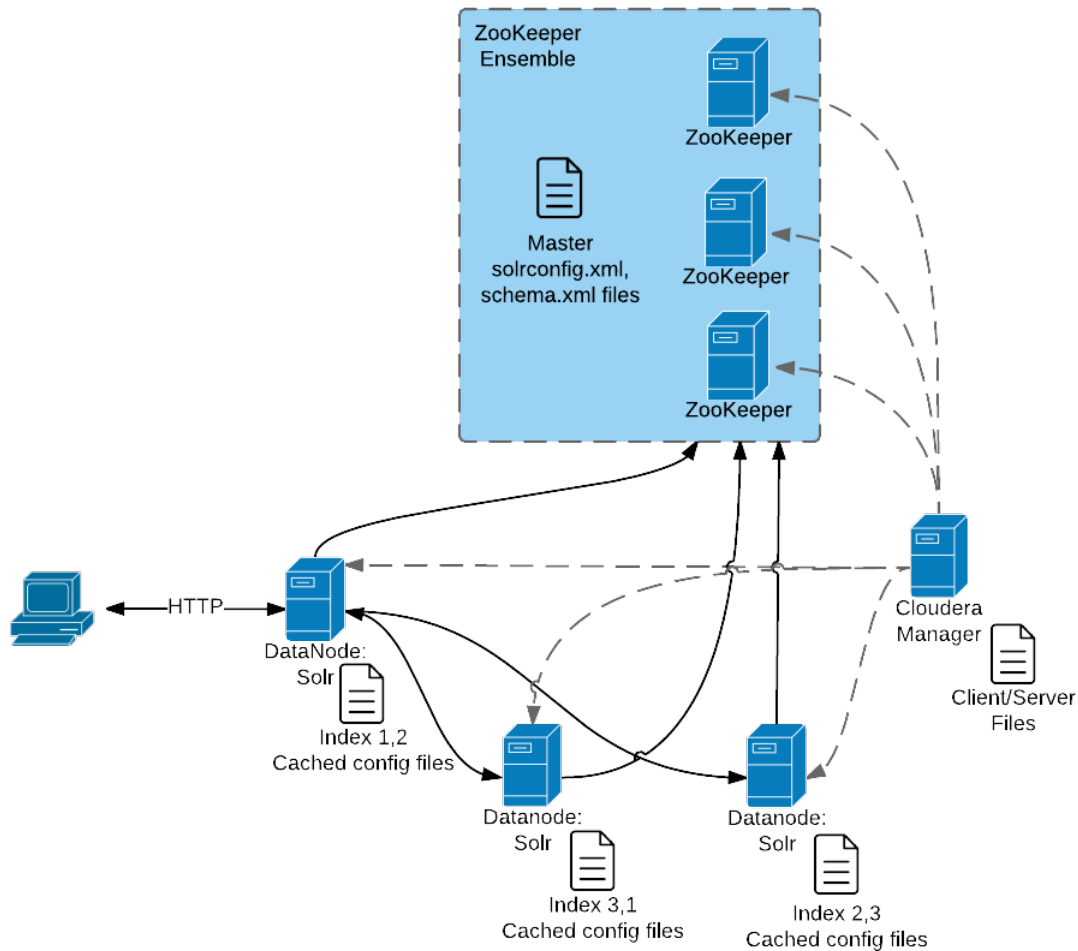 ZooKeeper
Ensemble
ZooKeeper
Master
solrconfig.xml,
schema.xml files
ZooKeeper
ZooKeeper
HTTP
DataNode:
Solr
Index 1,2
Cached config files
Cloudera
Manager
Client/Server
Files
Datanode:
Solr
Index 3,1
Cached config files
Datanode:
Solr
Index 2,3
Cached config files